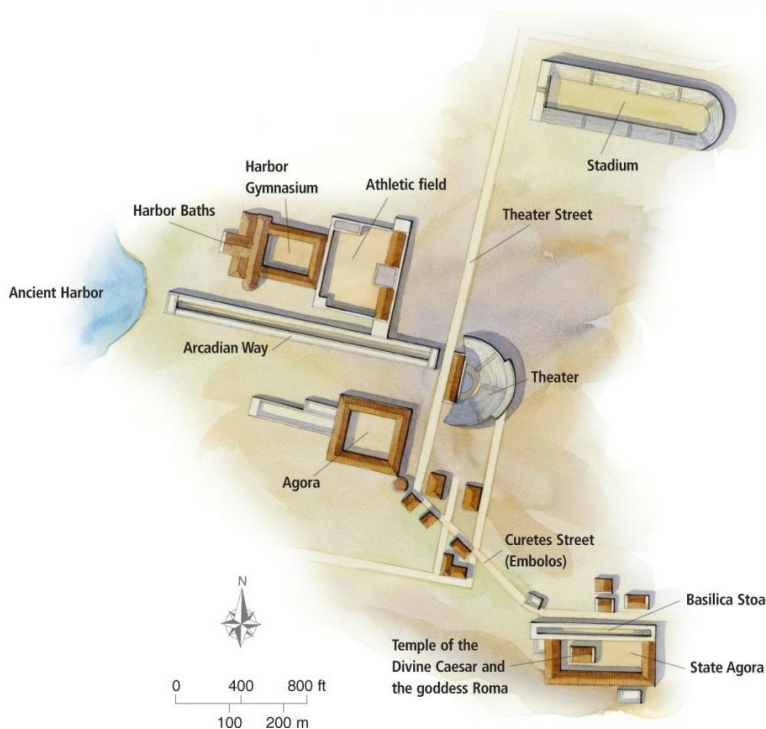 Stadium
Harbor
Gymnasium
Athletic field
Harbor Baths
Theater Street
Ancient Harbor
Arcadian Way
Theater
Agora
Curetes Street
(Embolos)
N
Basilica Stoa
Temple of the
Divine Caesar and
the goddess Roma
State Agora
0 400 800 ft
100 200 m